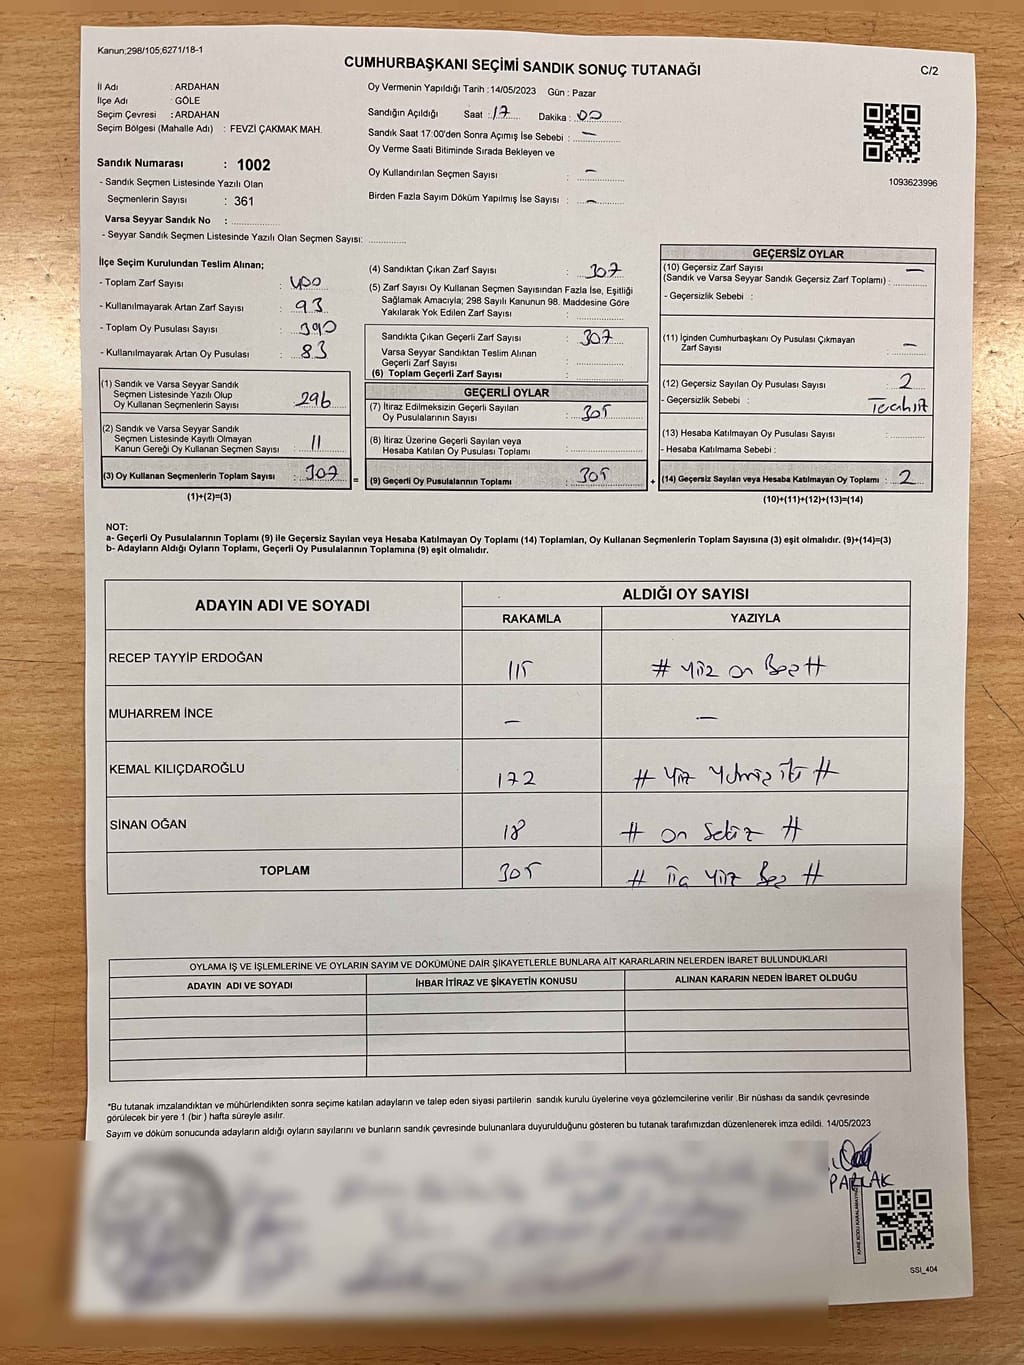 Kanun;298/105;6271/18-1
CUMHURBAŞKANI SEÇİMİ SANDIK SONUÇ TUTANAĞI
C/2
İl Adı : ARDAHAN
İlçe Adı : GÖLE
Seçim Çevresi : ARDAHAN
Seçim Bölgesi (Mahalle Adı) : FEVZİ ÇAKMAK MAH.
Sandık Numarası : 1002
- Sandık Seçmen Listesinde Yazılı Olan
Seçmenlerin Sayısı : 361
Varsa Seyyar Sandık No :
- Seyyar Sandık Seçmen Listesinde Yazılı Olan Seçmen Sayısı:
Oy Vermenin Yapıldığı Tarih : 14/05/2023 Gün : Pazar
Sandığın Açıldığı Saat : 17 Dakika : 00
Sandık Saat 17:00'den Sonra Açımış İse Sebebi : -
Oy Verme Saati Bitiminde Sırada Bekleyen ve
Oy Kullandırılan Seçmen Sayısı : -
Birden Fazla Sayım Döküm Yapılmış İse Sayısı : -
1093623996
İlçe Seçim Kurulundan Teslim Alınan;
- Toplam Zarf Sayısı : 400
- Kullanılmayarak Artan Zarf Sayısı : 93
- Toplam Oy Pusulası Sayısı : 390
- Kullanılmayarak Artan Oy Pusulası : 83
(1) Sandık ve Varsa Seyyar Sandık
Seçmen Listesinde Yazılı Olup
Oy Kullanan Seçmenlerin Sayısı : 296
(2) Sandık ve Varsa Seyyar Sandık
Seçmen Listesinde Kayıtlı Olmayan
Kanun Gereği Oy Kullanan Seçmen Sayısı : 11
(3) Oy Kullanan Seçmenlerin Toplam Sayısı : 307
(1)+(2)=(3)
(4) Sandıktan Çıkan Zarf Sayısı : 307
(5) Zarf Sayısı Oy Kullanan Seçmen Sayısından Fazla İse, Eşitliği
Sağlamak Amacıyla; 298 Sayılı Kanunun 98. Maddesine Göre
Yakılarak Yok Edilen Zarf Sayısı :
Sandıkta Çıkan Geçerli Zarf Sayısı : 307
Varsa Seyyar Sandıktan Teslim Alınan
Geçerli Zarf Sayısı :
(6) Toplam Geçerli Zarf Sayısı :
GEÇERLİ OYLAR
(7) İtiraz Edilmeksizin Geçerli Sayılan
Oy Pusulalarının Sayısı : 305
(8) İtiraz Üzerine Geçerli Sayılan veya
Hesaba Katılan Oy Pusulası Toplamı :
= (9) Geçerli Oy Pusulalarının Toplamı : 305
GEÇERSİZ OYLAR
(10) Geçersiz Zarf Sayısı
(Sandık ve Varsa Seyyar Sandık Geçersiz Zarf Toplamı) : -
- Geçersizlik Sebebi :
(11) İçinden Cumhurbaşkanı Oy Pusulası Çıkmayan
Zarf Sayısı : -
(12) Geçersiz Sayılan Oy Pusulası Sayısı : 2
- Geçersizlik Sebebi :
(13) Hesaba Katılmayan Oy Pusulası Sayısı :
- Hesaba Katılmama Sebebi :
+ (14) Geçersiz Sayılan veya Hesaba Katılmayan Oy Toplamı : 2
(10)+(11)+(12)+(13)=(14)
NOT:
a- Geçerli Oy Pusulalarının Toplamı (9) ile Geçersiz Sayılan veya Hesaba Katılmayan Oy Toplamı (14) Toplamları, Oy Kullanan Seçmenlerin Toplam Sayısına (3) eşit olmalıdır. (9)+(14)=(3)
b- Adayların Aldığı Oyların Toplamı, Geçerli Oy Pusulalarının Toplamına (9) eşit olmalıdır.
ADAYIN ADI VE SOYADI ALDIĞI OY SAYISI
RAKAMLA YAZIYLA
RECEP TAYYİP ERDOĞAN 115 # yüz on Beş #
MUHARREM İNCE - -
KEMAL KILIÇDAROĞLU 172 # yüz yetmiş iki #
SİNAN OĞAN 18 # on sekiz #
TOPLAM 305 # üç yüz Beş #
OYLAMA İŞ VE İŞLEMLERİNE VE OYLARIN SAYIM VE DÖKÜMÜNE DAİR ŞİKAYETLERLE BUNLARA AİT KARARLARIN NELERDEN İBARET BULUNDUKLARI
ADAYIN ADI VE SOYADI İHBAR İTİRAZ VE ŞİKAYETİN KONUSU ALINAN KARARIN NEDEN İBARET OLDUĞU
*Bu tutanak imzalandıktan ve mühürlendikten sonra seçime katılan adayların ve talep eden siyasi partilerin sandık kurulu üyelerine veya gözlemcilerine verilir .Bir nüshası da sandık çevresinde
görülecek bir yere 1 (bir ) hafta süreyle asılır.
Sayım ve döküm sonucunda adayların aldığı oyların sayılarını ve bunların sandık çevresinde bulunanlara duyurulduğunu gösteren bu tutanak tarafımızdan düzenlenerek imza edildi. 14/05/2023
PARLAK
KARE KODU KARALAMAYINIZ
SSI_404